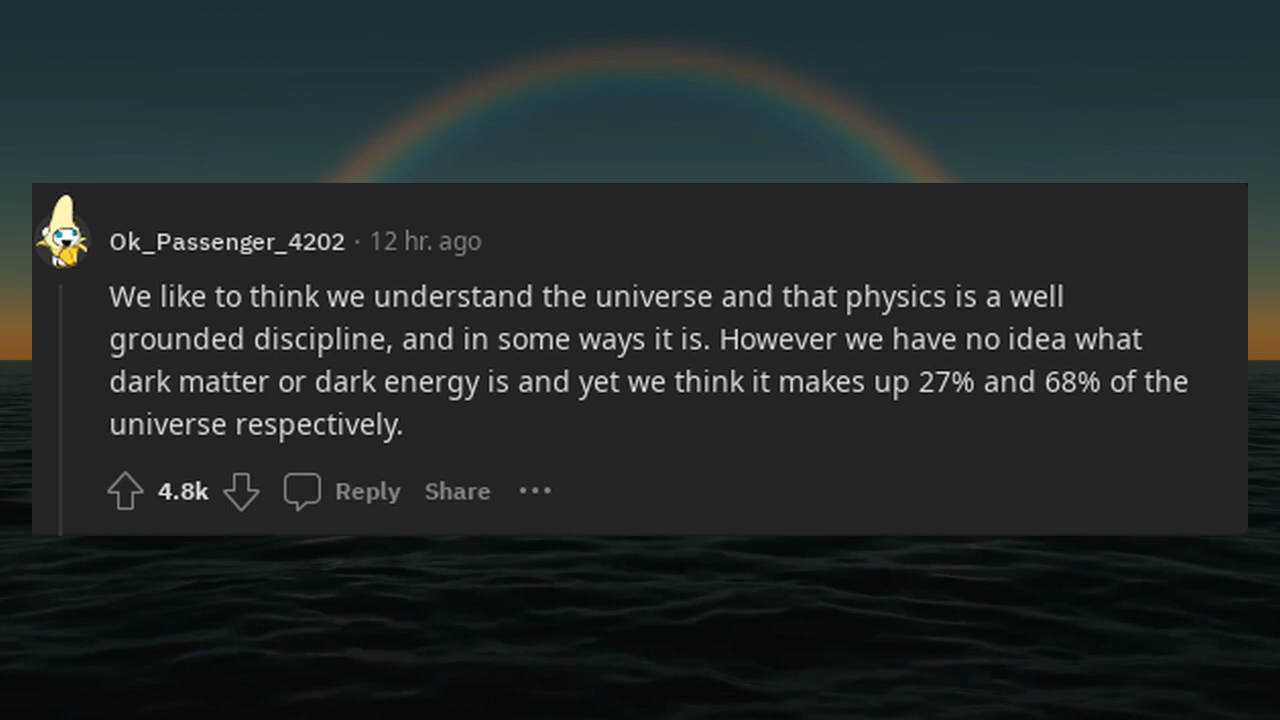 Ok_Passenger_4202 · 12 hr. ago
We like to think we understand the universe and that physics is a well
grounded discipline, and in some ways it is. However we have no idea what
dark matter or dark energy is and yet we think it makes up 27% and 68% of the
universe respectively.
4.8k Reply Share ···